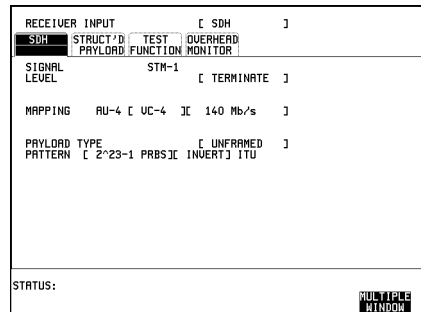 RECEIVER INPUT [ SDH ]
SDH STRUCT'D TEST OVERHEAD
PAYLOAD FUNCTION MONITOR
SIGNAL STM-1
LEVEL [ TERMINATE ]
MAPPING AU-4 [ VC-4 ][ 140 Mb/s ]
PAYLOAD TYPE [ UNFRAMED ]
PATTERN [ 2^23-1 PRBS][ INVERT] ITU
STATUS:
MULTIPLE
WINDOW